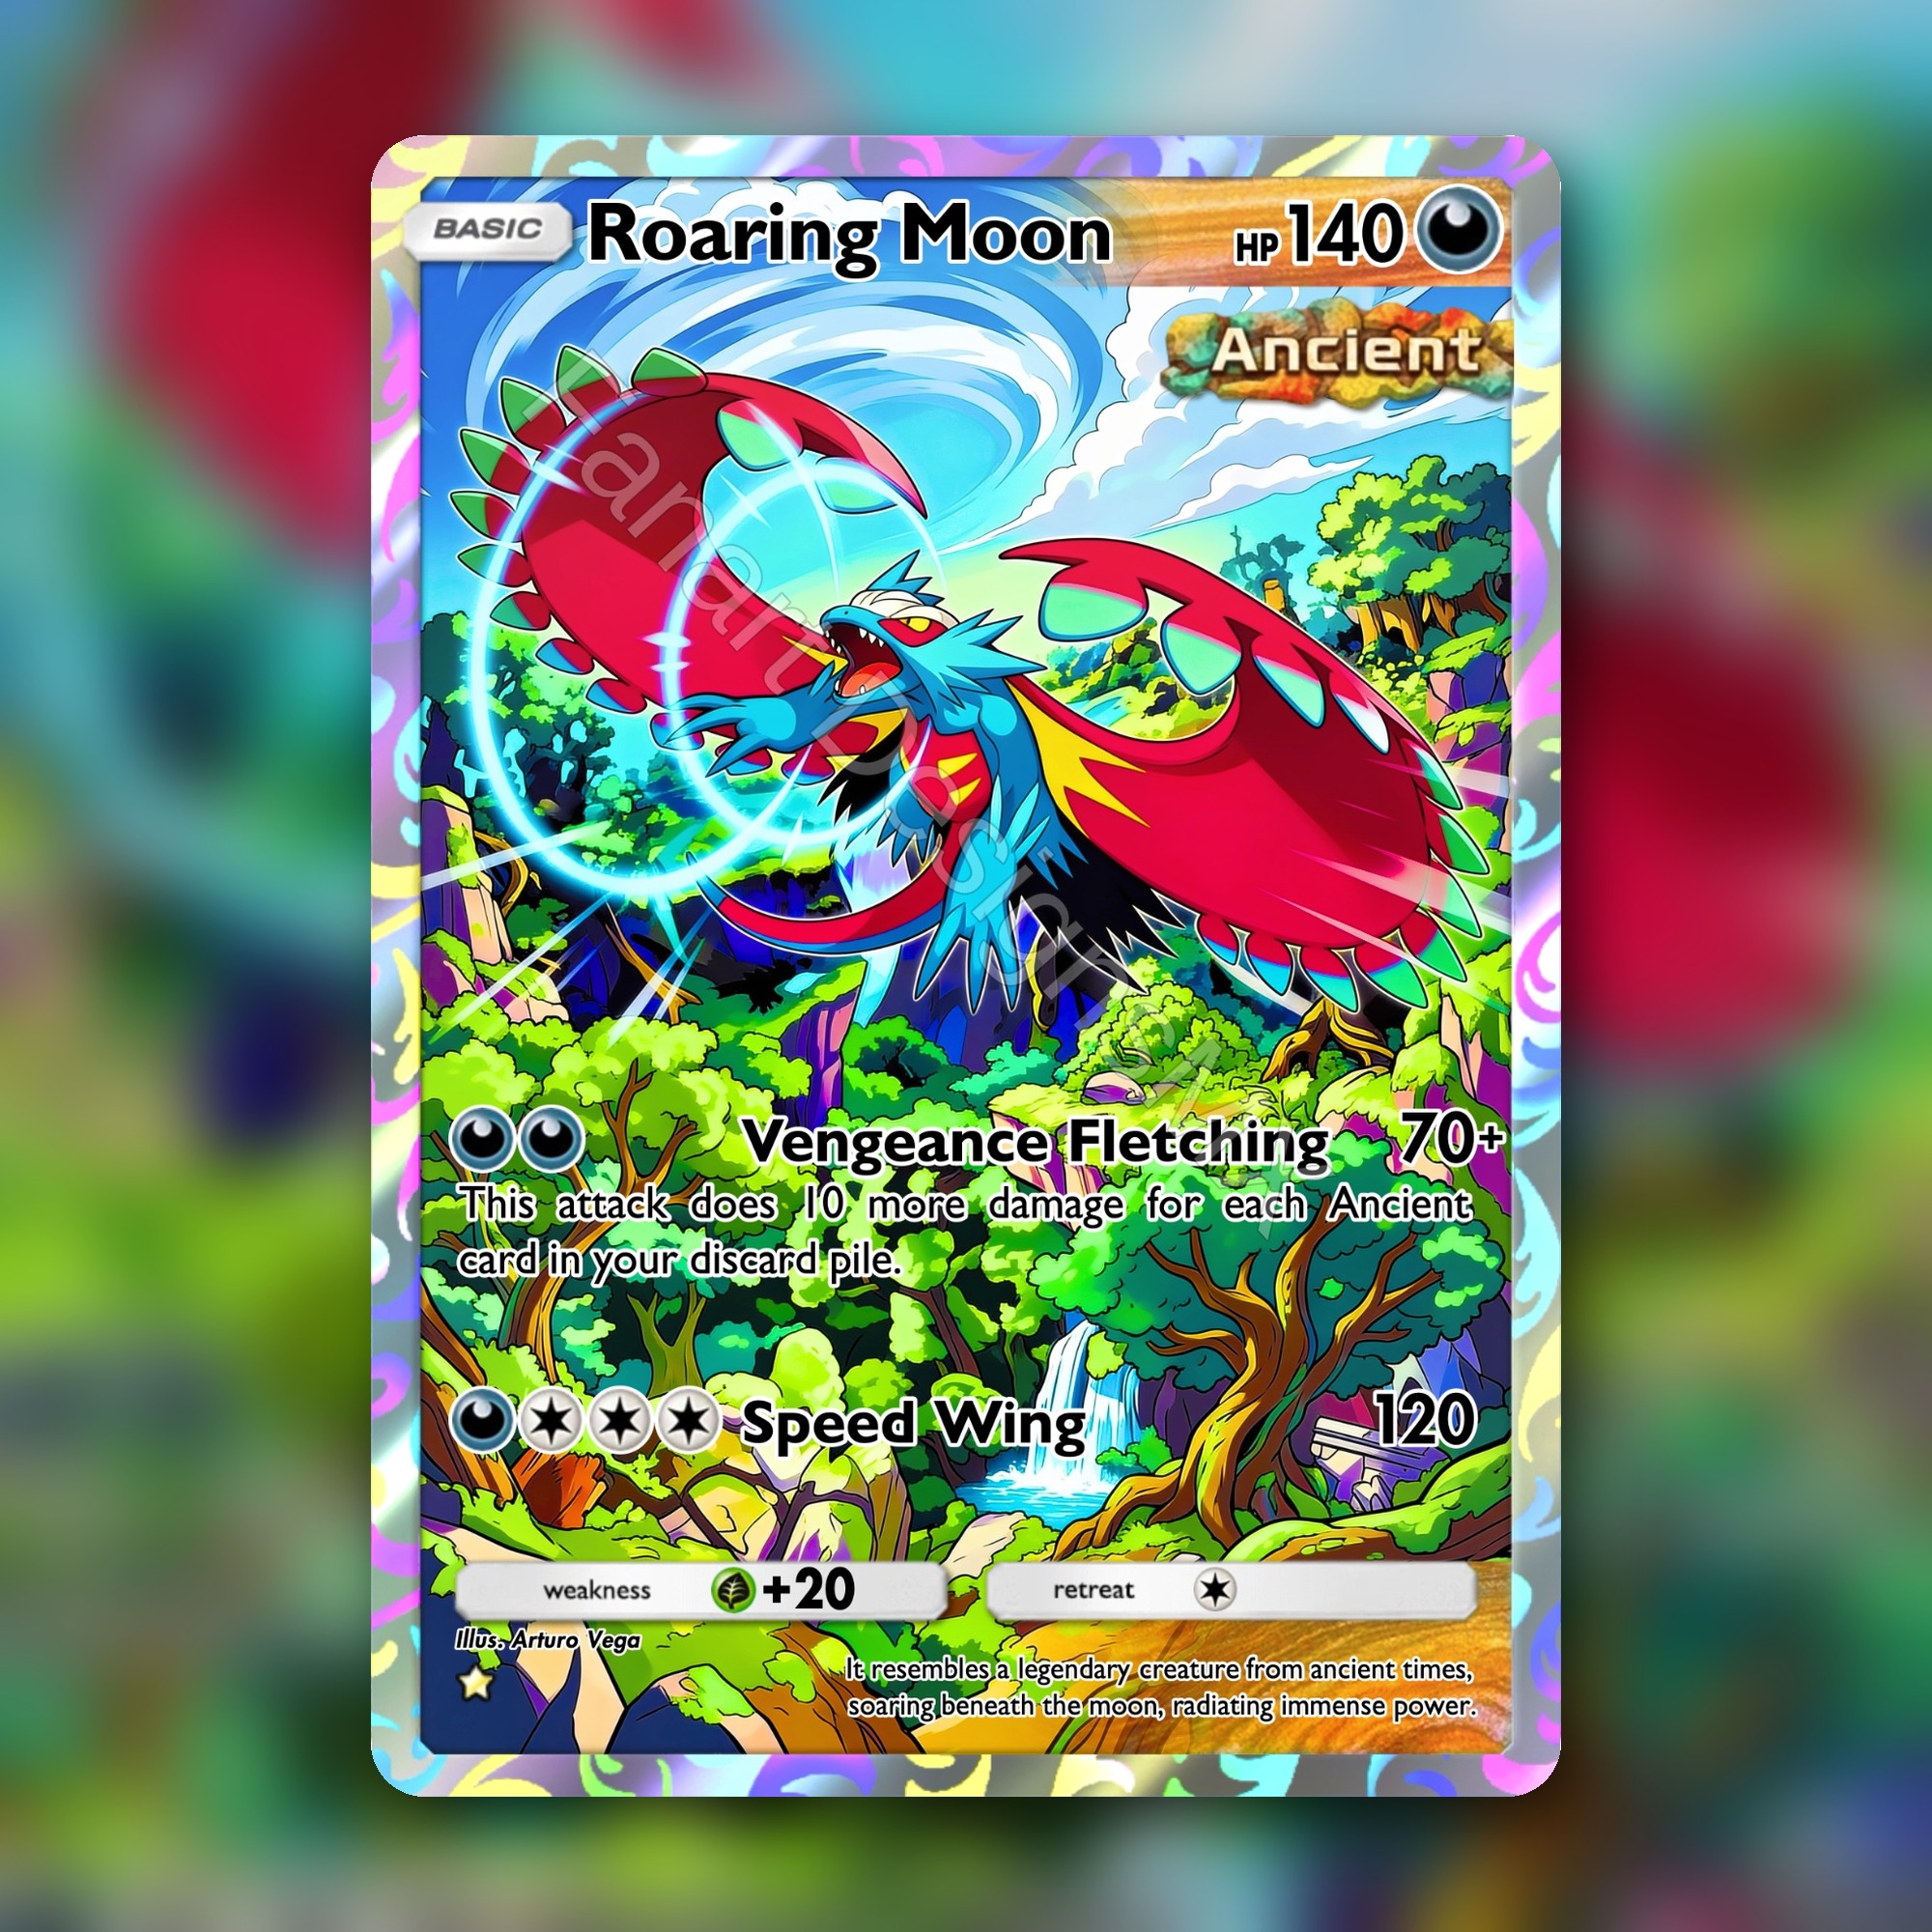 BASIC Roaring Moon HP 140
Ancient
Vengeance Fletching 70+
This attack does 10 more damage for each Ancient
card in your discard pile.
Speed Wing 120
weakness +20 retreat
Illus. Arturo Vega
It resembles a legendary creature from ancient times,
soaring beneath the moon, radiating immense power.